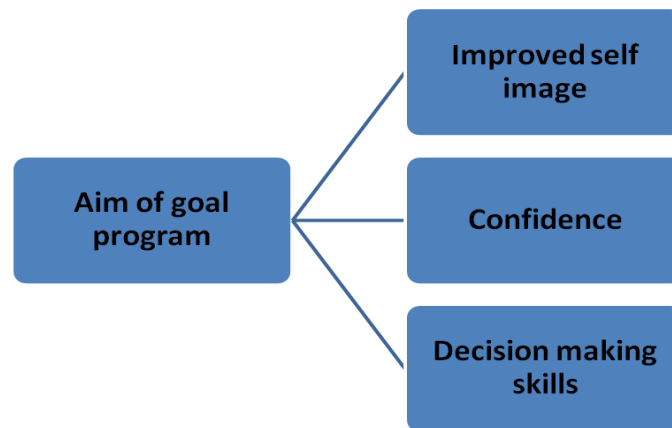 Aim of goal
program
Improved self
image
Confidence
Decision making
skills